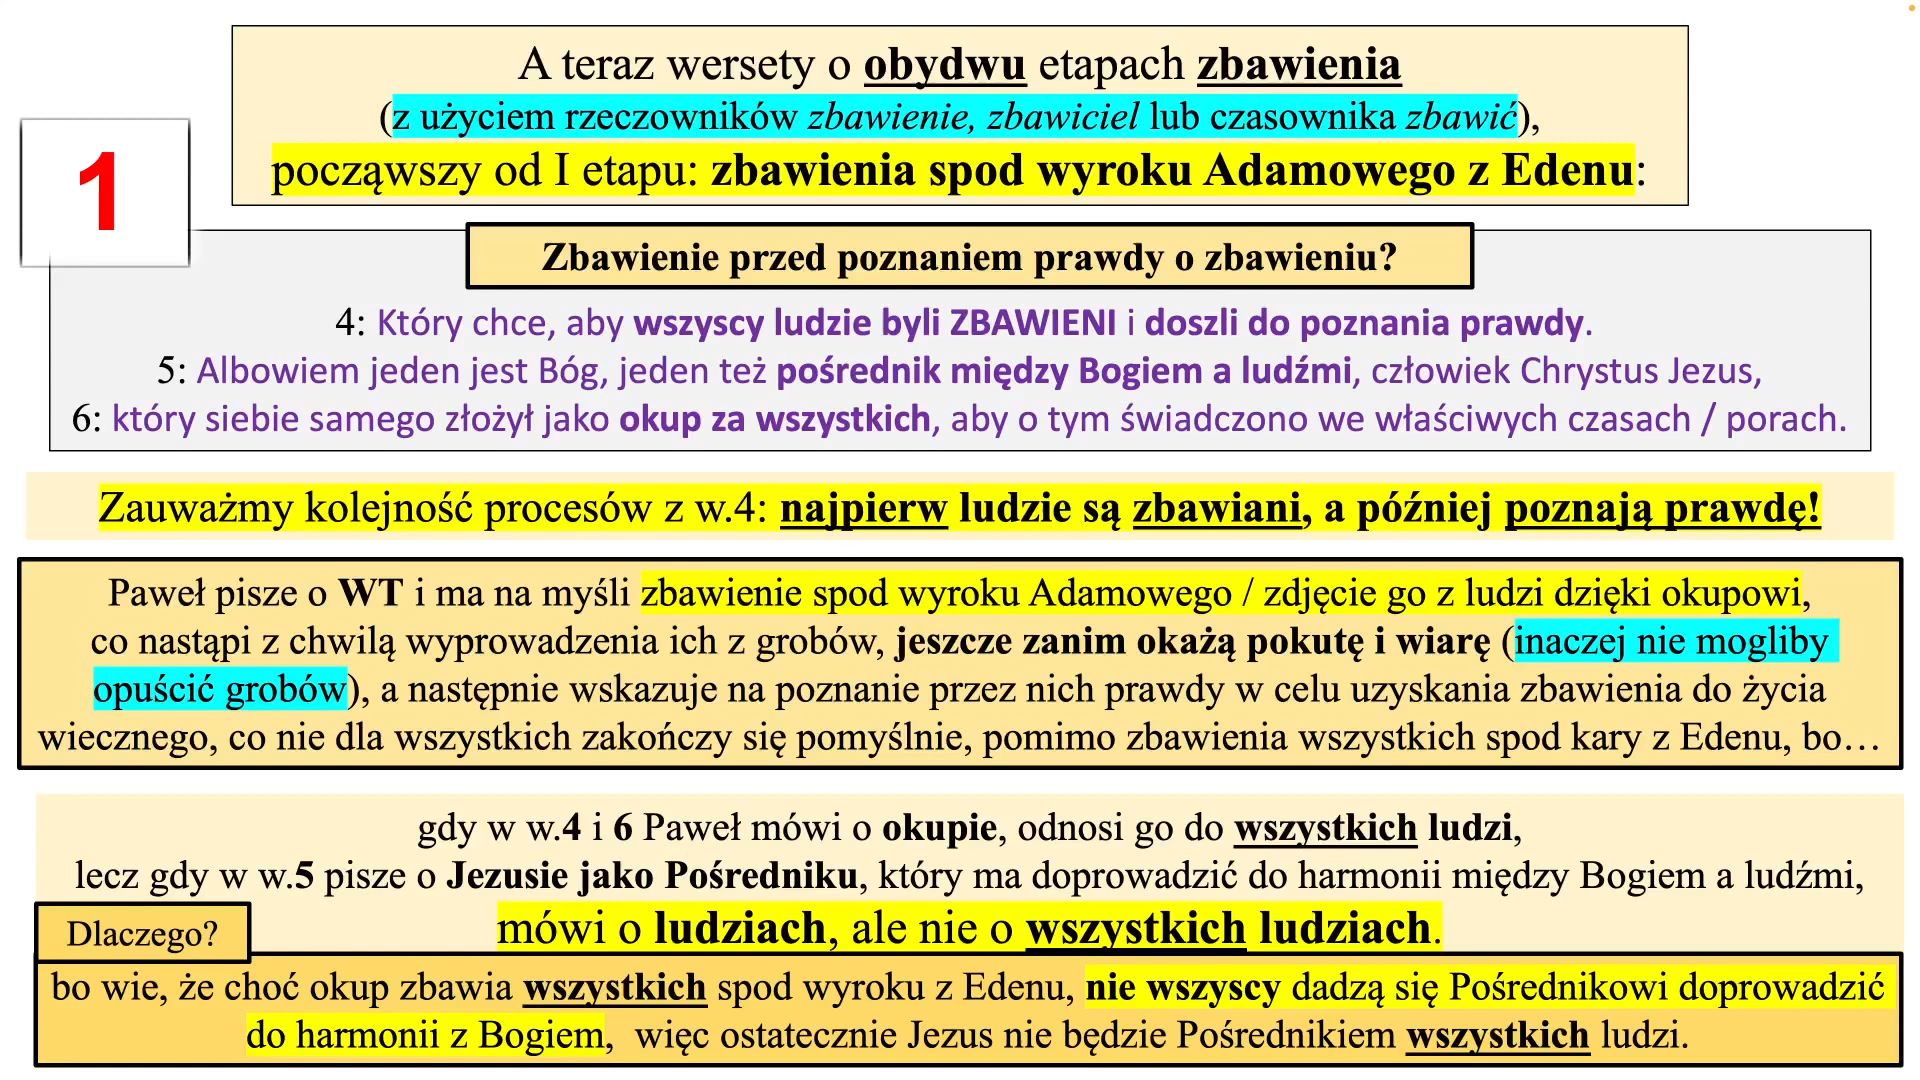 A teraz wersety o obydwu etapach zbawienia
(z użyciem rzeczowników zbawienie, zbawiciel lub czasownika zbawić),
począwszy od I etapu: zbawienia spod wyroku Adamowego z Edenu:
1
Zbawienie przed poznaniem prawdy o zbawieniu?
4: Który chce, aby wszyscy ludzie byli ZBAWIENI i doszli do poznania prawdy.
5: Albowiem jeden jest Bóg, jeden też pośrednik między Bogiem a ludźmi, człowiek Chrystus Jezus,
6: który siebie samego złożył jako okup za wszystkich, aby o tym świadczono we właściwych czasach / porach.
Zauważmy kolejność procesów z w.4: najpierw ludzie są zbawiani, a później poznają prawdę!
Paweł pisze o WT i ma na myśli zbawienie spod wyroku Adamowego / zdjęcie go z ludzi dzięki okupowi,
co nastąpi z chwilą wyprowadzenia ich z grobów, jeszcze zanim okażą pokutę i wiarę (inaczej nie mogliby
opuścić grobów), a następnie wskazuje na poznanie przez nich prawdy w celu uzyskania zbawienia do życia
wiecznego, co nie dla wszystkich zakończy się pomyślnie, pomimo zbawienia wszystkich spod kary z Edenu, bo…
gdy w w.4 i 6 Paweł mówi o okupie, odnosi go do wszystkich ludzi,
lecz gdy w w.5 pisze o Jezusie jako Pośredniku, który ma doprowadzić do harmonii między Bogiem a ludźmi,
mówi o ludziach, ale nie o wszystkich ludziach.
Dlaczego?
bo wie, że choć okup zbawia wszystkich spod wyroku z Edenu, nie wszyscy dadzą się Pośrednikowi doprowadzić
do harmonii z Bogiem, więc ostatecznie Jezus nie będzie Pośrednikiem wszystkich ludzi.